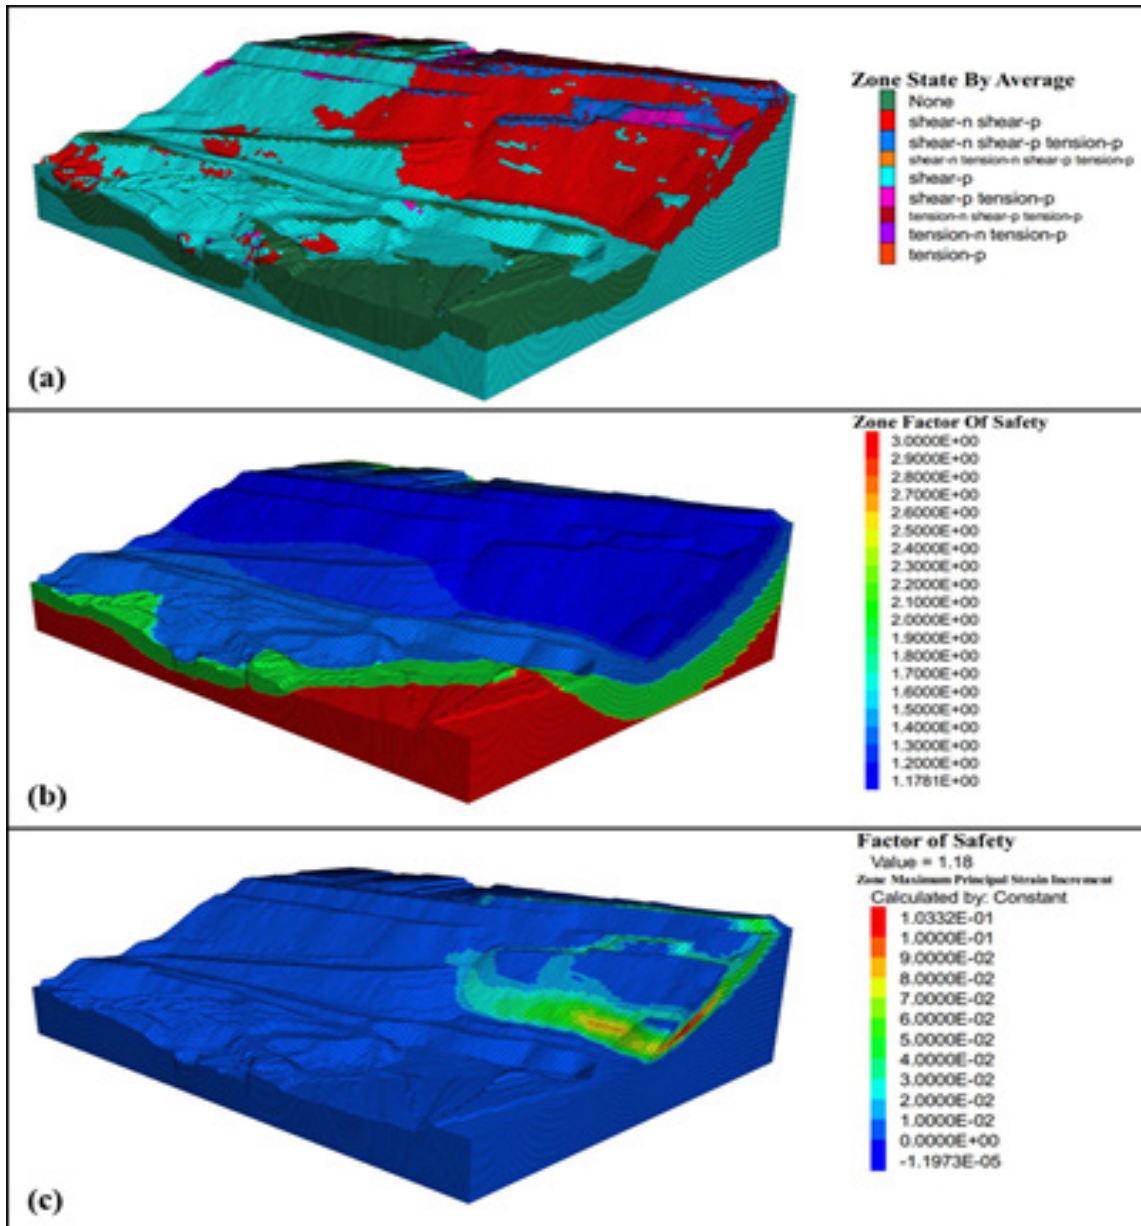 Zone State By Average
None
shear-n shear-p
shear-n shear-p tension-p
shear-n tension-n shear-p tension-p
shear-p
shear-p tension-p
tension-n shear-p tension-p
tension-n tension-p
tension-p
(a)
Zone Factor Of Safety
3.0000E+00
2.9000E+00
2.8000E+00
2.7000E+00
2.6000E+00
2.5000E+00
2.4000E+00
2.3000E+00
2.2000E+00
2.1000E+00
2.0000E+00
1.9000E+00
1.8000E+00
1.7000E+00
1.6000E+00
1.5000E+00
1.4000E+00
1.3000E+00
1.2000E+00
1.1781E+00
(b)
Factor of Safety
Value = 1.18
Zone Maximum Principal Strain Increment
Calculated by: Constant
1.0332E-01
1.0000E-01
9.0000E-02
8.0000E-02
7.0000E-02
6.0000E-02
5.0000E-02
4.0000E-02
3.0000E-02
2.0000E-02
1.0000E-02
0.0000E+00
-1.1973E-05
(c)